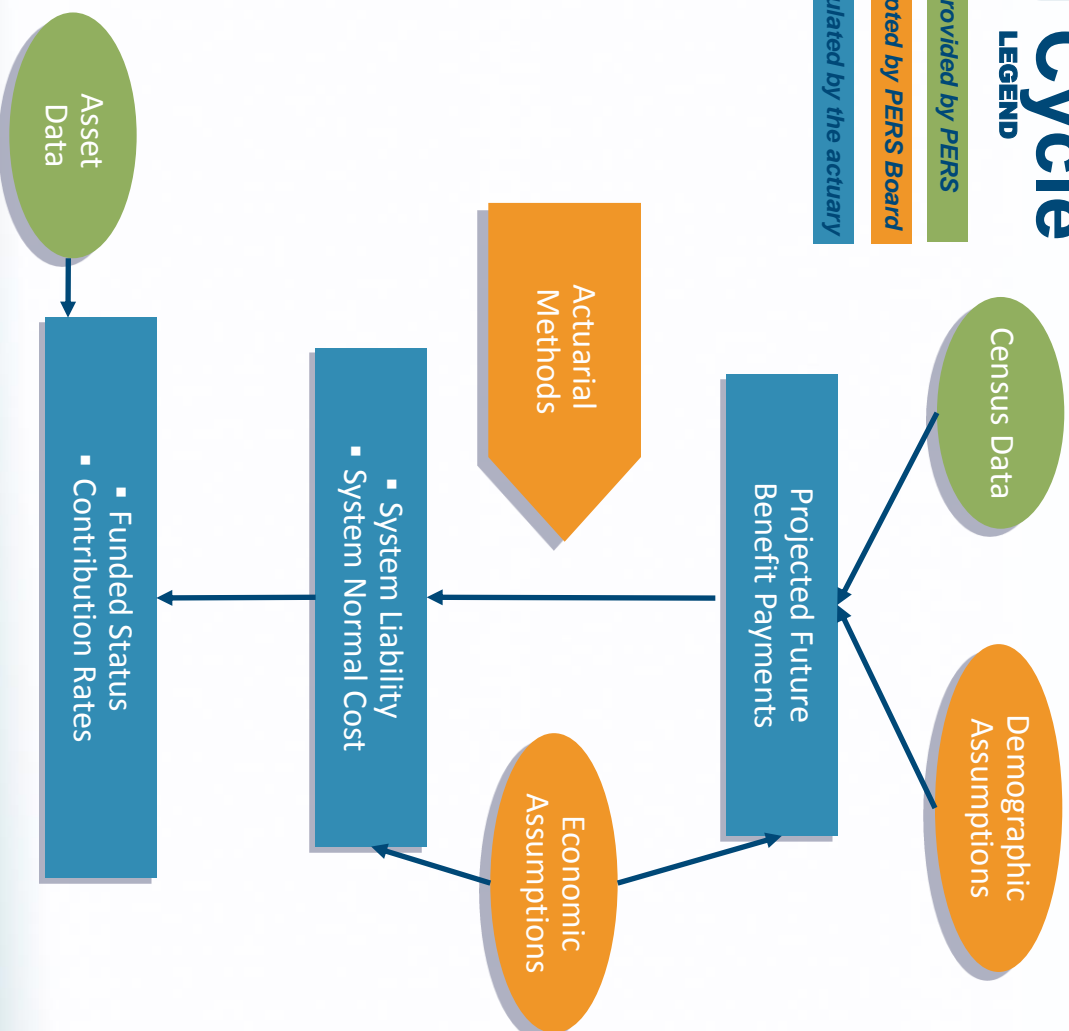 Cycle
LEGEND
rovided by PERS
pted by PERS Board
ulated by the actuary
Census Data
Demographic
Assumptions
Projected Future
Benefit Payments
Actuarial
Methods
Economic
Assumptions
▪ System Liability
▪ System Normal Cost
Asset
Data
▪ Funded Status
▪ Contribution Rates